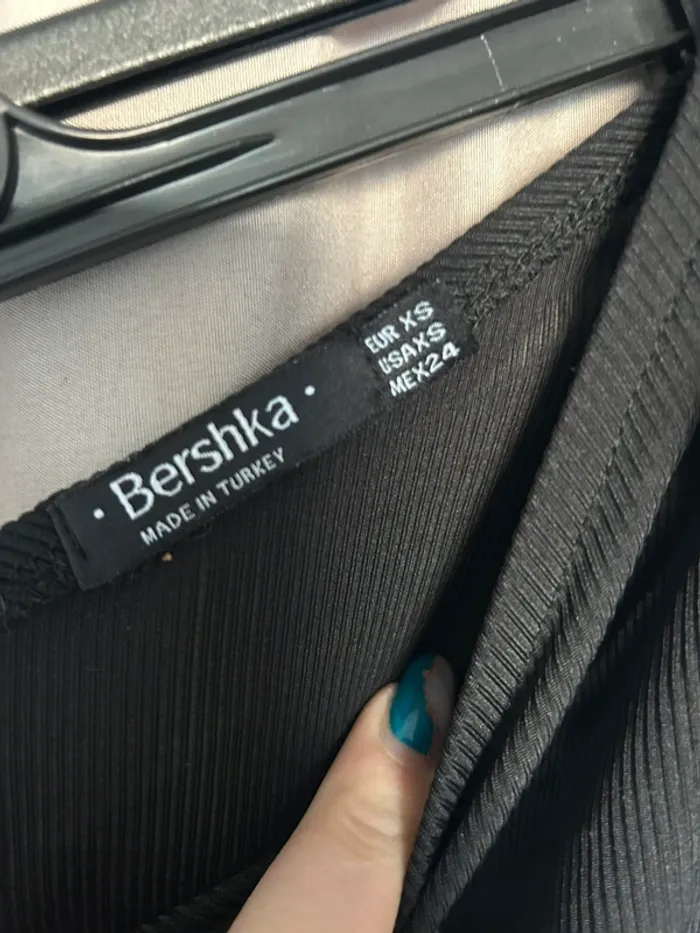 · Bershka ·
MADE IN TURKEY
EUR XS
USA XS
MEX 24